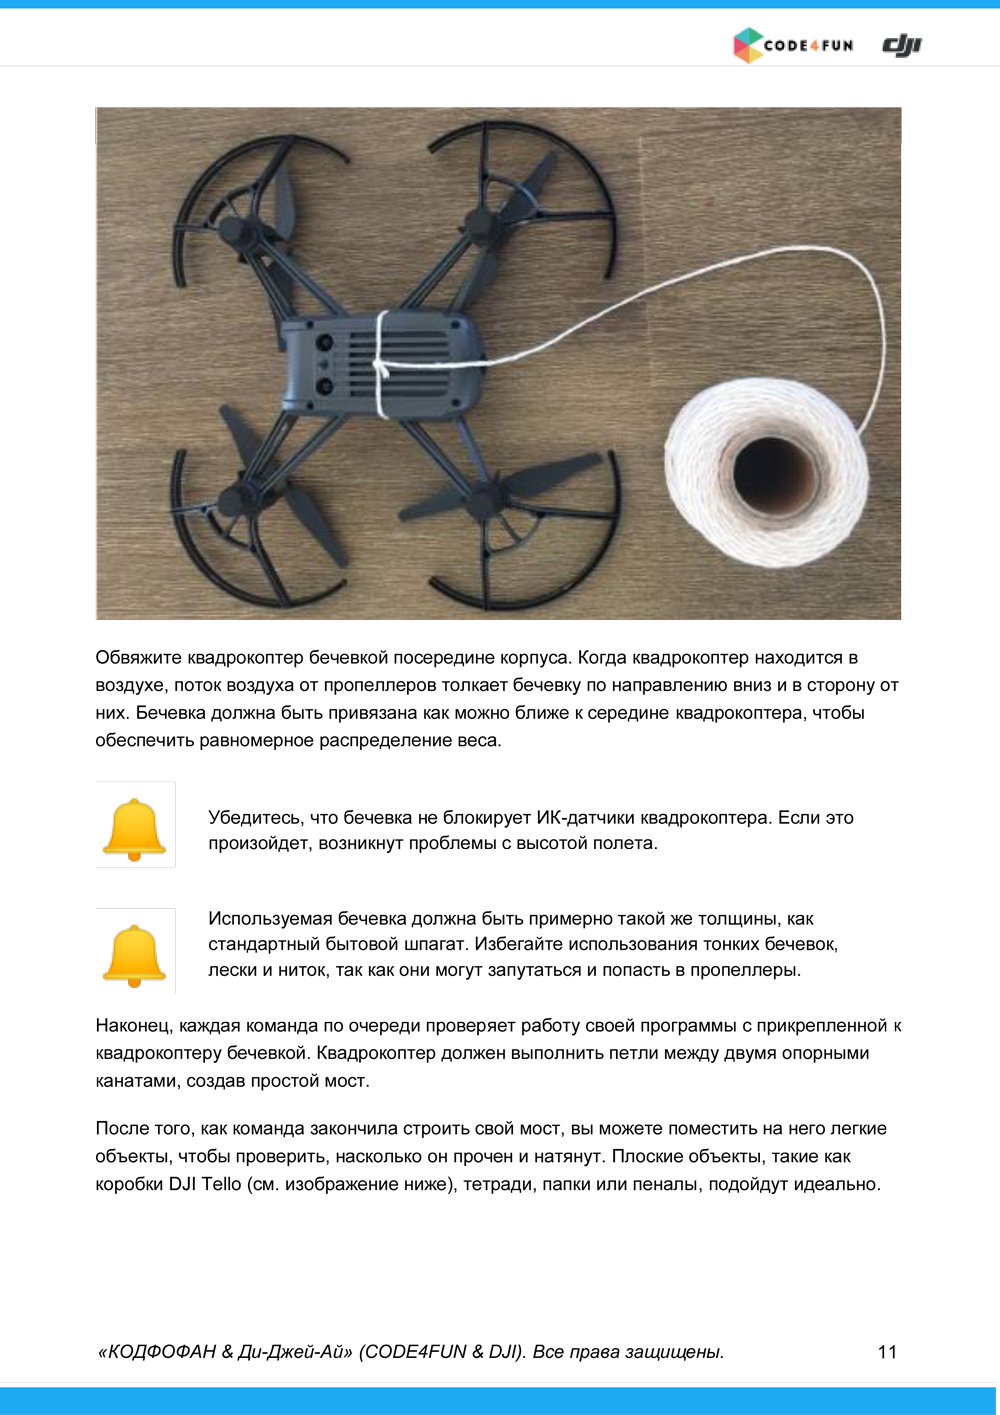 CODE4FUN dji
Обвяжите квадрокоптер бечевкой посередине корпуса. Когда квадрокоптер находится в
воздухе, поток воздуха от пропеллеров толкает бечевку по направлению вниз и в сторону от
них. Бечевка должна быть привязана как можно ближе к середине квадрокоптера, чтобы
обеспечить равномерное распределение веса.
Убедитесь, что бечевка не блокирует ИК-датчики квадрокоптера. Если это
произойдет, возникнут проблемы с высотой полета.
Используемая бечевка должна быть примерно такой же толщины, как
стандартный бытовой шпагат. Избегайте использования тонких бечевок,
лески и ниток, так как они могут запутаться и попасть в пропеллеры.
Наконец, каждая команда по очереди проверяет работу своей программы с прикрепленной к
квадрокоптеру бечевкой. Квадрокоптер должен выполнить петли между двумя опорными
канатами, создав простой мост.
После того, как команда закончила строить свой мост, вы можете поместить на него легкие
объекты, чтобы проверить, насколько он прочен и натянут. Плоские объекты, такие как
коробки DJI Tello (см. изображение ниже), тетради, папки или пеналы, подойдут идеально.
«КОДФОФАН & Ди-Джей-Ай» (CODE4FUN & DJI). Все права защищены. 11